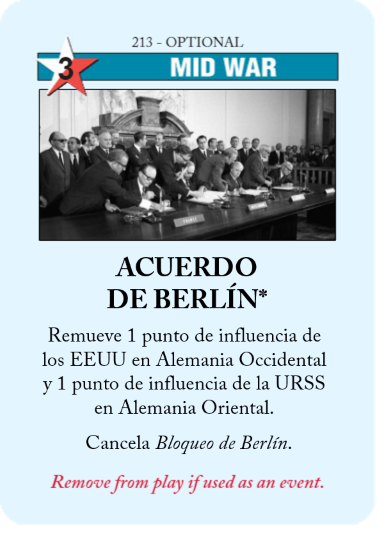 213 - OPTIONAL
3
MID WAR
FRANCE
ACUERDO
DE BERLÍN*
Remueve 1 punto de influencia de
los EEUU en Alemania Occidental
y 1 punto de influencia de la URSS
en Alemania Oriental.
Cancela Bloqueo de Berlín.
Remove from play if used as an event.